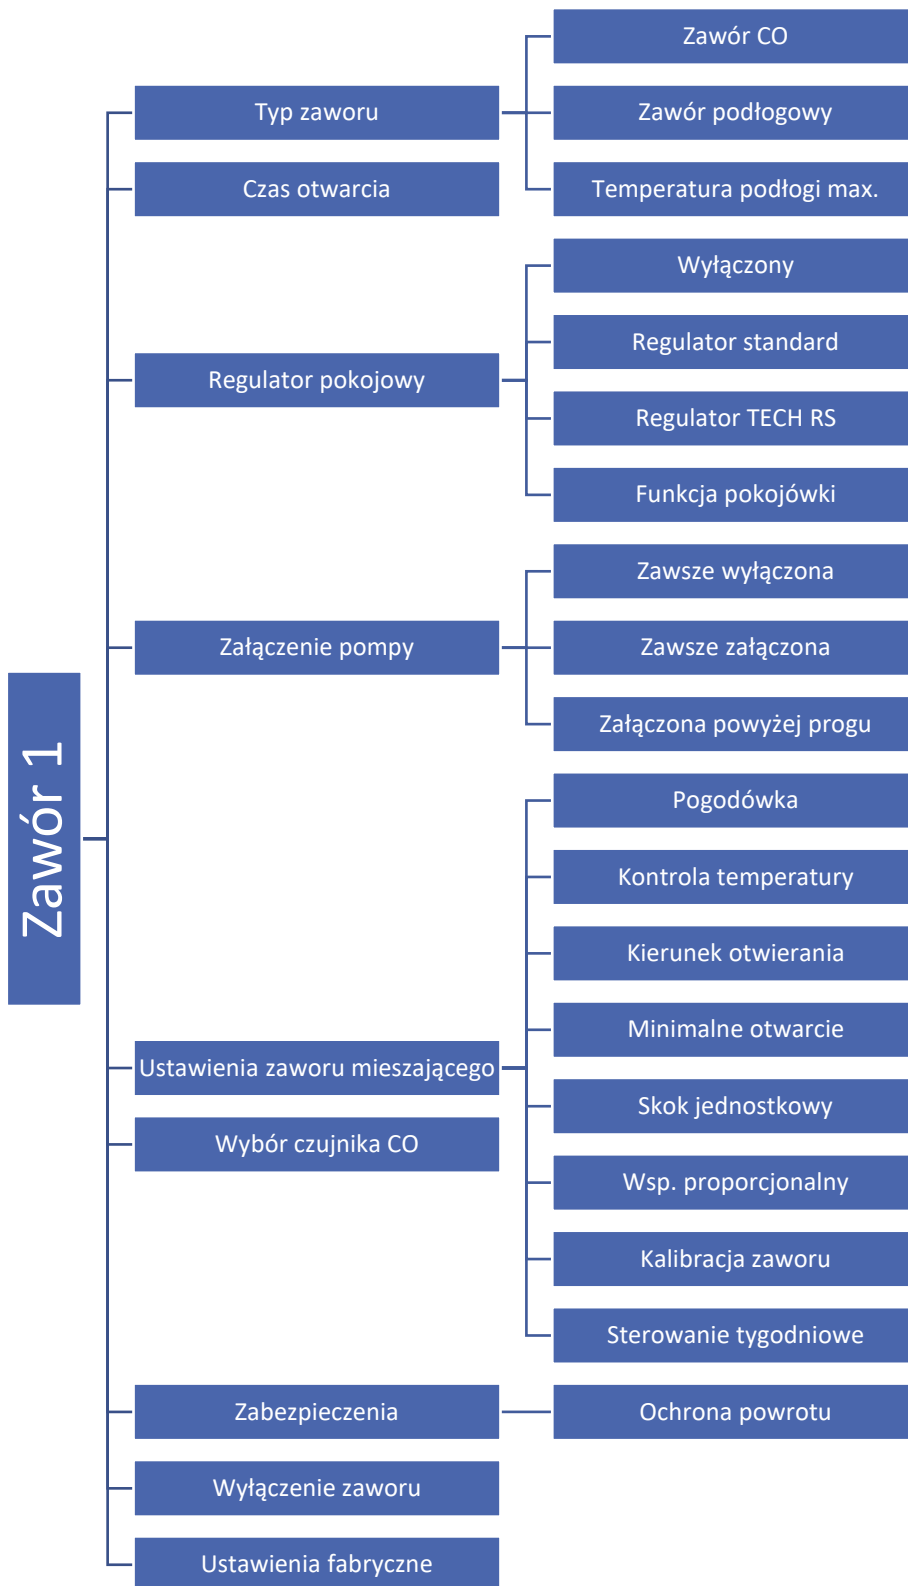 Zawór 1
Typ zaworu
Zawór CO
Zawór podłogowy
Temperatura podłogi max.
Czas otwarcia
Regulator pokojowy
Wyłączony
Regulator standard
Regulator TECH RS
Funkcja pokojówki
Załączenie pompy
Zawsze wyłączona
Zawsze załączona
Załączona powyżej progu
Ustawienia zaworu mieszającego
Pogodówka
Kontrola temperatury
Kierunek otwierania
Minimalne otwarcie
Skok jednostkowy
Wsp. proporcjonalny
Kalibracja zaworu
Sterowanie tygodniowe
Wybór czujnika CO
Zabezpieczenia
Ochrona powrotu
Wyłączenie zaworu
Ustawienia fabryczne